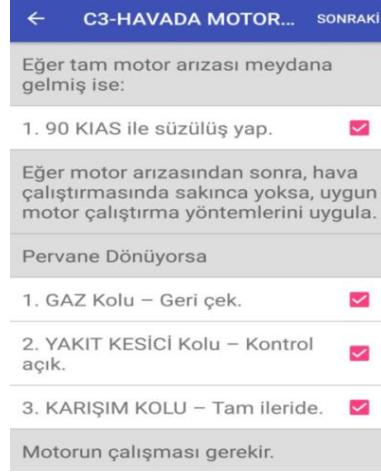 C3-HAVADA MOTOR... SONRAKİ
Eğer tam motor arızası meydana
gelmiş ise:
1. 90 KIAS ile süzülüş yap.
Eğer motor arızasından sonra, hava
çalıştırmasında sakınca yoksa, uygun
motor çalıştırma yöntemlerini uygula.
Pervane Dönüyorsa
1. GAZ Kolu – Geri çek.
2. YAKIT KESİCİ Kolu – Kontrol
açık.
3. KARIŞIM KOLU – Tam ileride.
Motorun çalışması gerekir.